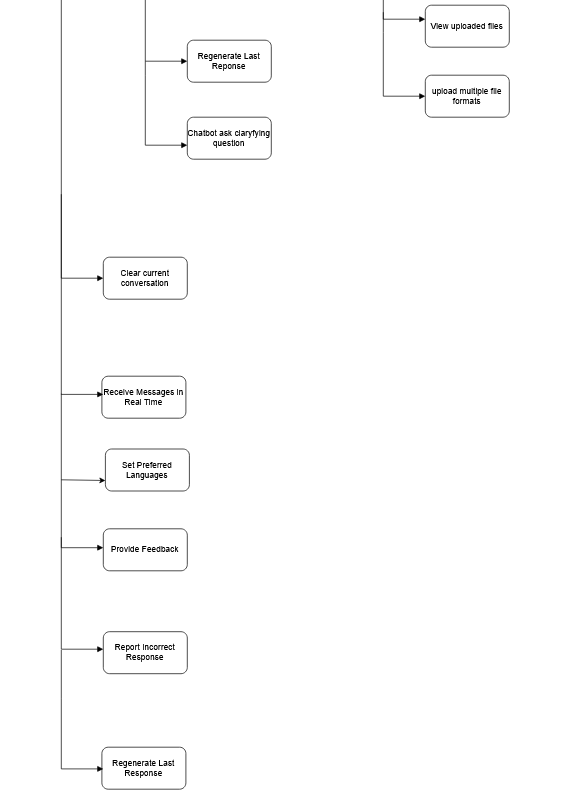 View uploaded files
Regenerate Last
Reponse
upload multiple file
formats
Chatbot ask claryfying
question
Clear current
conversation
Receive Messages in
Real Time
Set Preferred
Languages
Provide Feedback
Report Incorrect
Response
Regenerate Last
Response